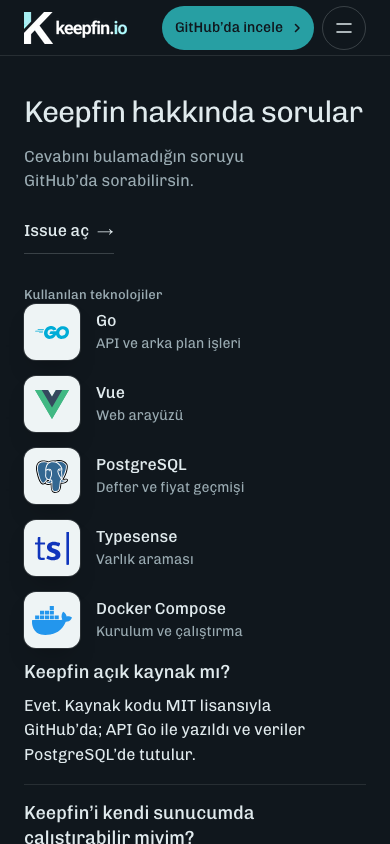 keepfin.io
GitHub'da incele
Keepfin hakkında sorular
Cevabını bulamadığın soruyu
GitHub'da sorabilirsin.
Issue aç →
Kullanılan teknolojiler
GO
Go
API ve arka plan işleri
Vue
Web arayüzü
PostgreSQL
Defter ve fiyat geçmişi
ts|
Typesense
Varlık araması
Docker Compose
Kurulum ve çalıştırma
Keepfin açık kaynak mı?
Evet. Kaynak kodu MIT lisansıyla
GitHub'da; API Go ile yazıldı ve veriler
PostgreSQL'de tutulur.
Keepfin'i kendi sunucumda
çalıştırabilir miyim?